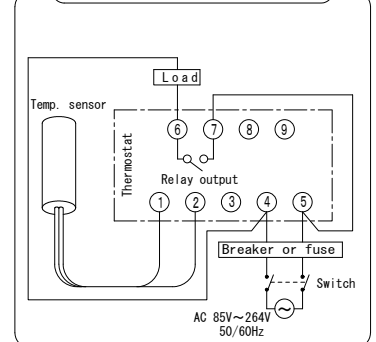 Load
Temp. sensor
6 7 8 9
Thermostat
Relay output
1 2 3 4 5
Breaker or fuse
Switch
AC 85V～264V
50/60Hz